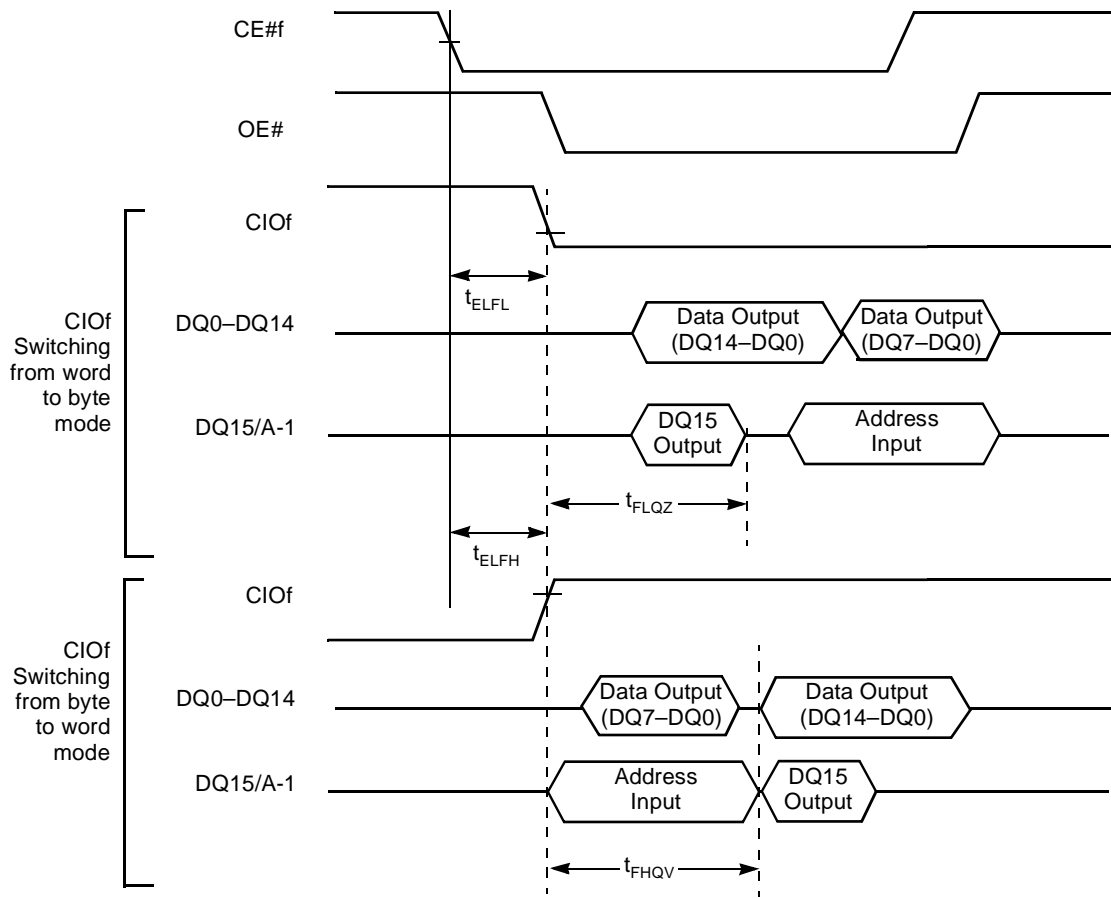 CE#f
OE#
CIOf
tELFL
CIOf
Switching
from word
to byte
mode
DQ0–DQ14
Data Output
(DQ14–DQ0)
Data Output
(DQ7–DQ0)
DQ15/A-1
DQ15
Output
Address
Input
tFLQZ
tELFH
CIOf
CIOf
Switching
from byte
to word
mode
DQ0–DQ14
Data Output
(DQ7–DQ0)
Data Output
(DQ14–DQ0)
DQ15/A-1
Address
Input
DQ15
Output
tFHQV